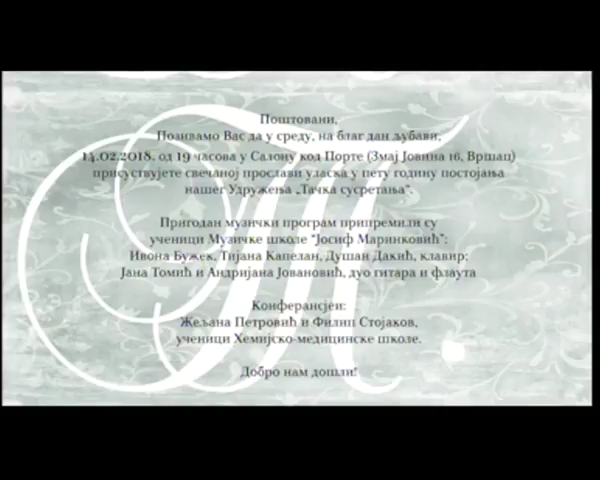 Поштовани,
Позивамо Вас да у среду, на благ дан љубави,
14.02.2018. од 19 часова у Салону код Порте (Змај Јовина 16, Вршац)
присуствујете свечаној прослави уласка у пету годину постојања
нашег Удружења „Тачка сусретања“.
Пригодан музички програм припремили су
ученици Музичке школе “Јосиф Маринковић”:
Ивона Бужек, Тијана Капелан, Душан Дакић, клавир;
Јана Томић и Андријана Јовановић, дуо гитара и флаута
Конферансјеи:
Жељана Петровић и Филип Стојаков,
ученици Хемијско-медицинске школе.
Добро нам дошли!